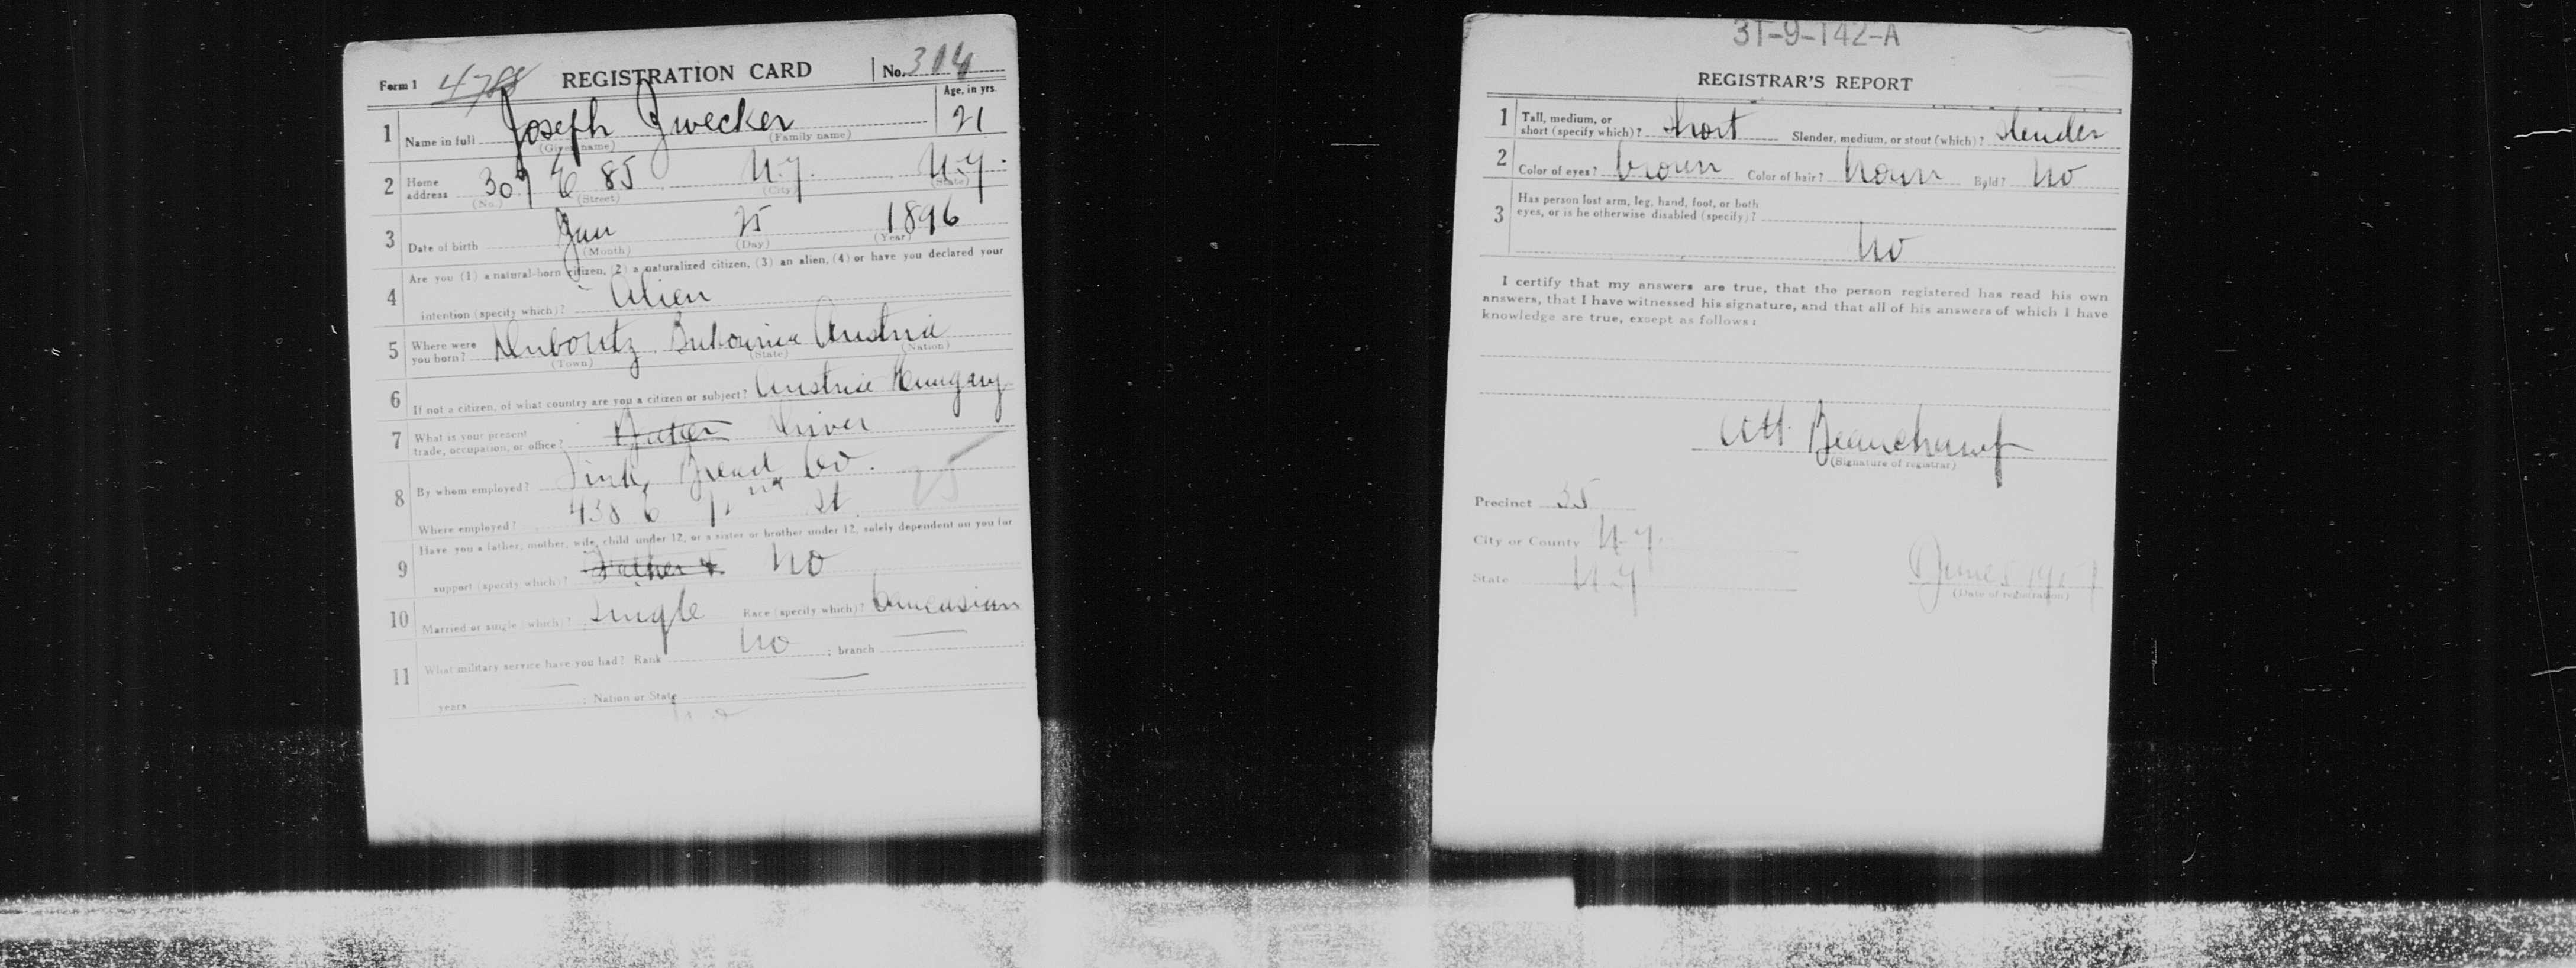 Form 1 4788 REGISTRATION CARD No. 314
Age, in yrs.
1 Name in full Joseph Zwecker 21
(Given name) (Family name)
2 Home address 307 E 85 N.Y. N.Y.
(No.) (Street) (City) (State)
3 Date of birth Jan 25 1896
(Month) (Day) (Year)
4 Are you (1) a natural-born citizen, (2) a naturalized citizen, (3) an alien, (4) or have you declared your
intention (specify which)? Alien
5 Where were you born? Austria
(Town) (State) (Nation)
6 If not a citizen, of what country are you a citizen or subject? Austria Hungary
7 What is your present trade, occupation, or office? Driver
8 By whom employed? Bread Co.
Where employed? 438 E St. 25
9 Have you a father, mother, wife, child under 12, or a sister or brother under 12, solely dependent on you for
support (specify which)? Father & No
10 Married or single (which)? Single Race (specify which)? Caucasian
11 What military service have you had? Rank No ; branch
years ; Nation or State
31-9-142-A
REGISTRAR'S REPORT
1 Tall, medium, or short (specify which)? Short Slender, medium, or stout (which)? Slender
2 Color of eyes? brown Color of hair? brown Bald? No
3 Has person lost arm, leg, hand, foot, or both
eyes, or is he otherwise disabled (specify)?
No
I certify that my answers are true, that the person registered has read his own
answers, that I have witnessed his signature, and that all of his answers of which I have
knowledge are true, except as follows:
Beauchamp
(Signature of registrar)
Precinct 35
City or County N.Y.
State N.Y. June 5 1917
(Date of registration)